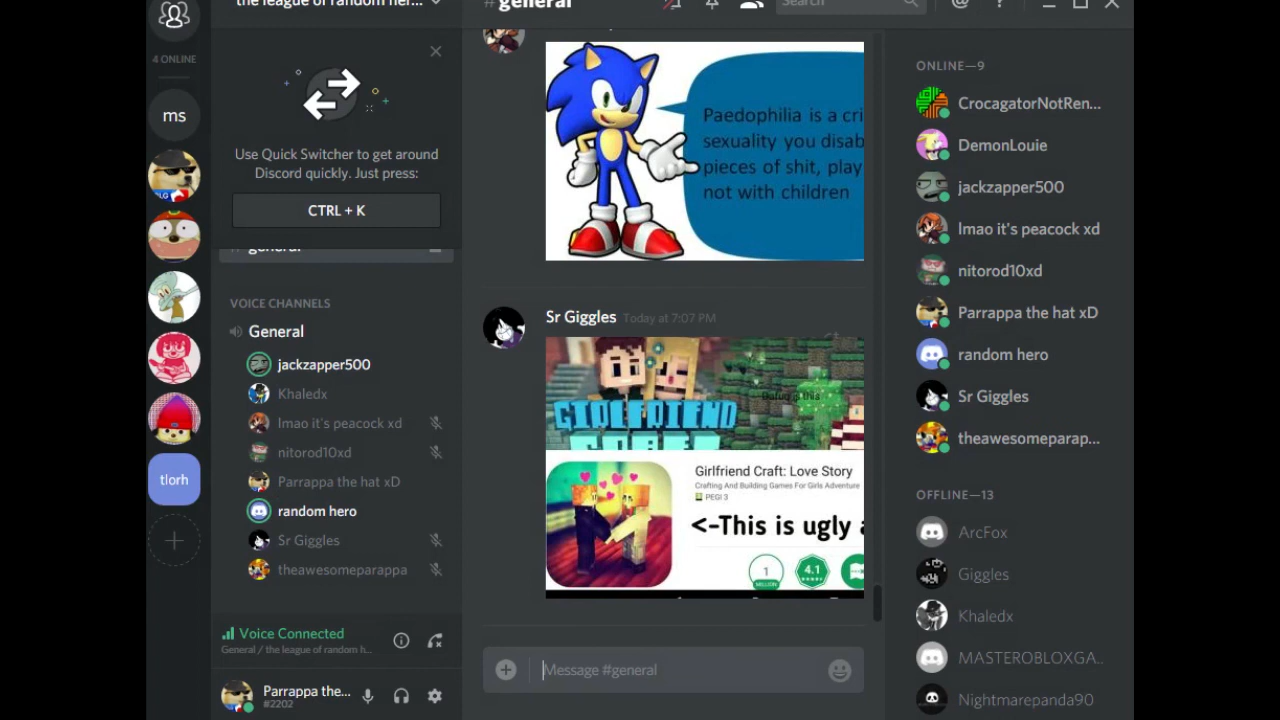 the league of random her...
# general
Search
4 ONLINE
ms
tlorh
Use Quick Switcher to get around
Discord quickly. Just press:
CTRL + K
general
VOICE CHANNELS
General
jackzapper500
Khaledx
lmao it's peacock xd
nitorod10xd
Parrappa the hat xD
random hero
Sr Giggles
theawesomeparappa
Voice Connected
General / the league of random h...
Parrappa the...
#2202
Paedophilia is a cri
sexuality you disab
pieces of shit, play
not with children
Sr Giggles Today at 7:07 PM
Dafuq is this
GIRLFRIEND
CRAFT
Girlfriend Craft: Love Story
Crafting And Building Games For Girls Adventure
PEGI 3
<-This is ugly a
1
MILLION
4.1
Message #general
ONLINE—9
CrocagatorNotRen...
DemonLouie
jackzapper500
lmao it's peacock xd
nitorod10xd
Parrappa the hat xD
random hero
Sr Giggles
theawesomeparap...
OFFLINE—13
ArcFox
Giggles
Khaledx
MASTEROBLOXGA..
Nightmarepanda90